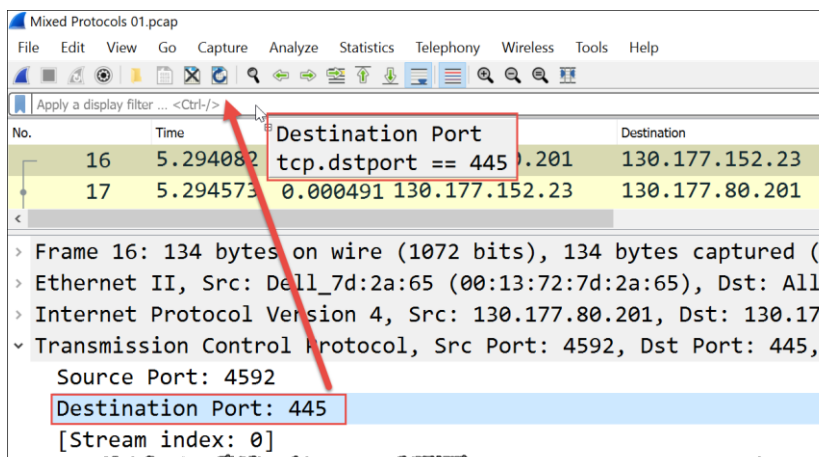 Mixed Protocols 01.pcap
File Edit View Go Capture Analyze Statistics Telephony Wireless Tools Help
Apply a display filter ... <Ctrl-/>
No. Time Destination
Destination Port
tcp.dstport == 445
16 5.294082 .201 130.177.152.23
17 5.294573 0.000491 130.177.152.23 130.177.80.201
Frame 16: 134 bytes on wire (1072 bits), 134 bytes captured (
Ethernet II, Src: Dell_7d:2a:65 (00:13:72:7d:2a:65), Dst: All
Internet Protocol Version 4, Src: 130.177.80.201, Dst: 130.17
Transmission Control Protocol, Src Port: 4592, Dst Port: 445,
Source Port: 4592
Destination Port: 445
[Stream index: 0]